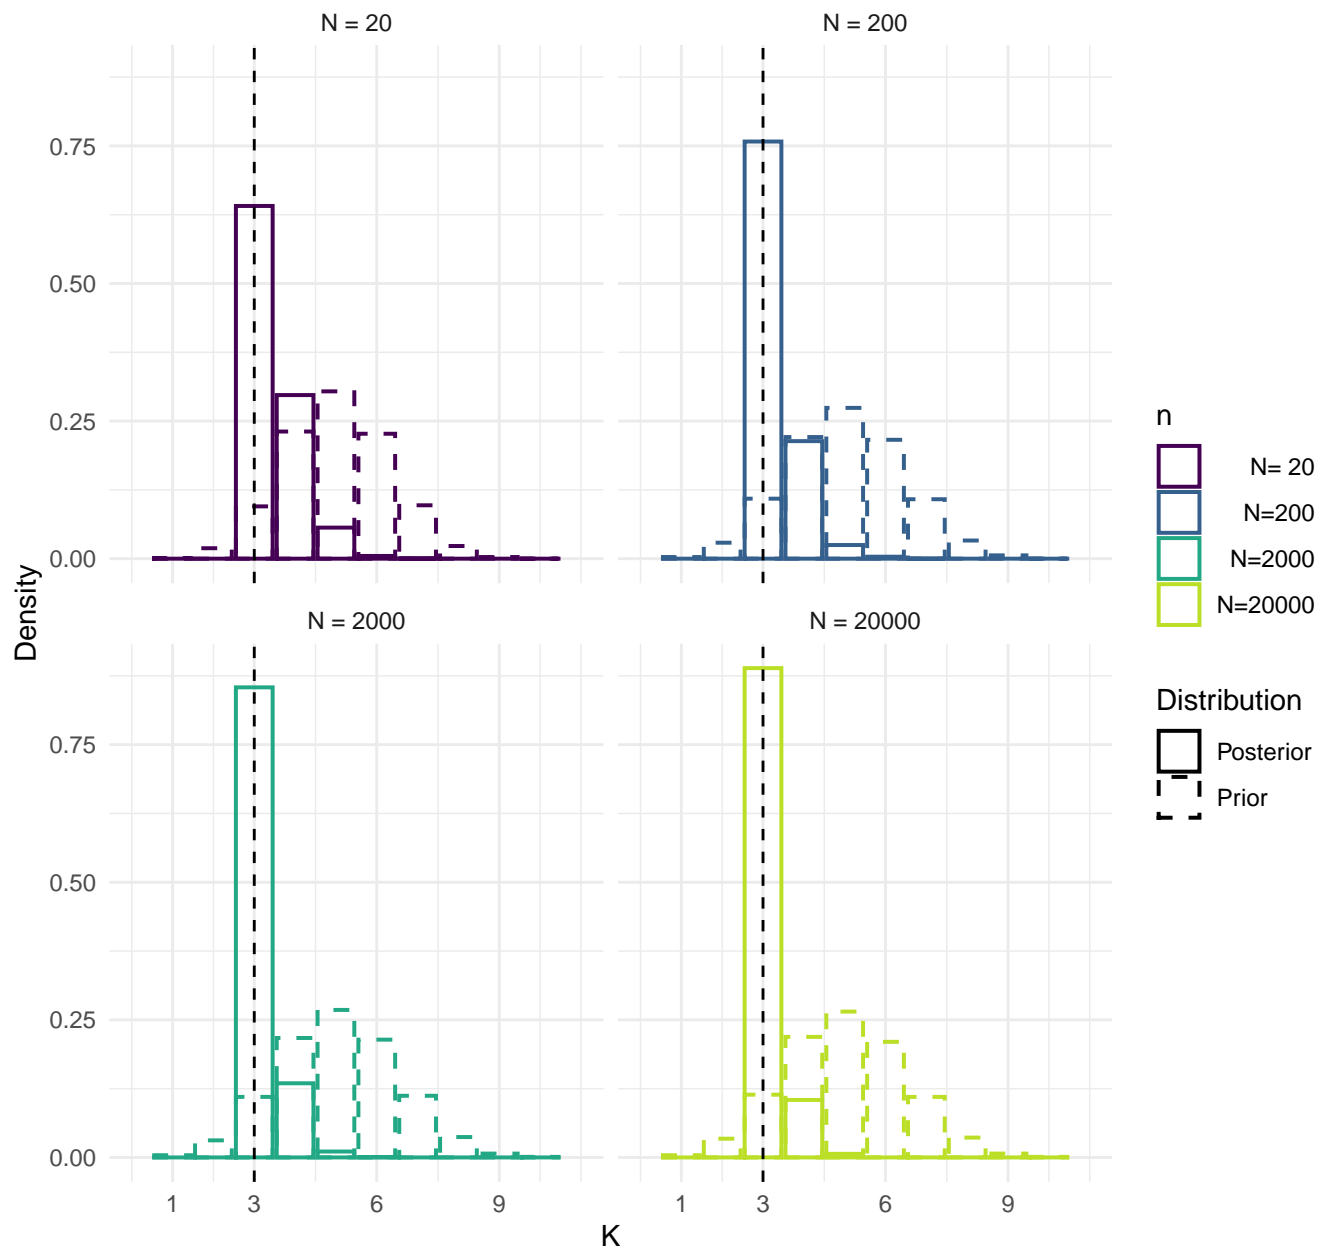 N = 20
N = 200
0.75
0.50
0.25
0.00
Density
N = 2000
N = 20000
0.75
0.50
0.25
0.00
1 3 6 9
1 3 6 9
K
n
N= 20
N=200
N=2000
N=20000
Distribution
Posterior
Prior